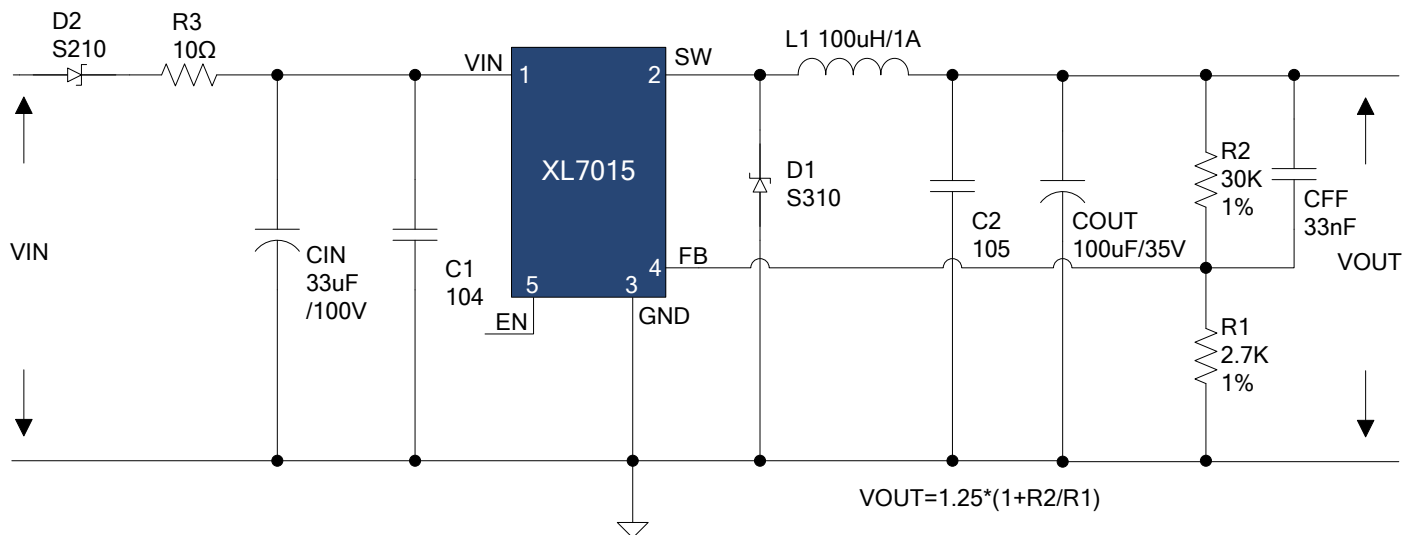 D2
S210
R3
10Ω
VIN
SW
L1 100uH/1A
1
2
XL7015
D1
S310
R2
30K
1%
CFF
33nF
C2
105
COUT
100uF/35V
VIN
CIN
33uF
/100V
C1
104
FB
4
5
3
EN
GND
VOUT
R1
2.7K
1%
VOUT=1.25*(1+R2/R1)